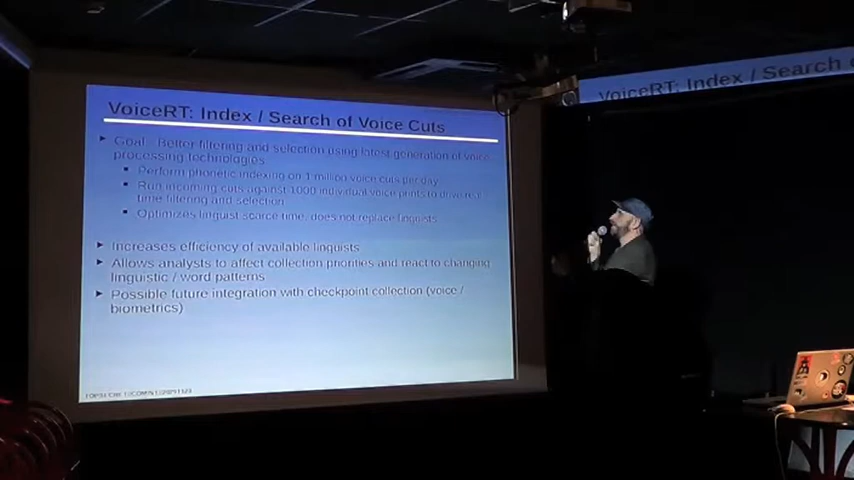 VoiceRT: Index / Search of Voice Cuts
Goal - Better filtering and selection using latest generation of voice
processing technologies
Perform phonetic indexing on 1 million voice cuts per day
Run incoming cuts against 1000 individual voice prints to drive real
time filtering and selection
Optimizes linguist scarce time, does not replace linguists
Increases efficiency of available linguists
Allows analysts to affect collection priorities and react to changing
linguistic / word patterns
Possible future integration with checkpoint collection (voice /
biometrics)
VoiceRT: Index / Search